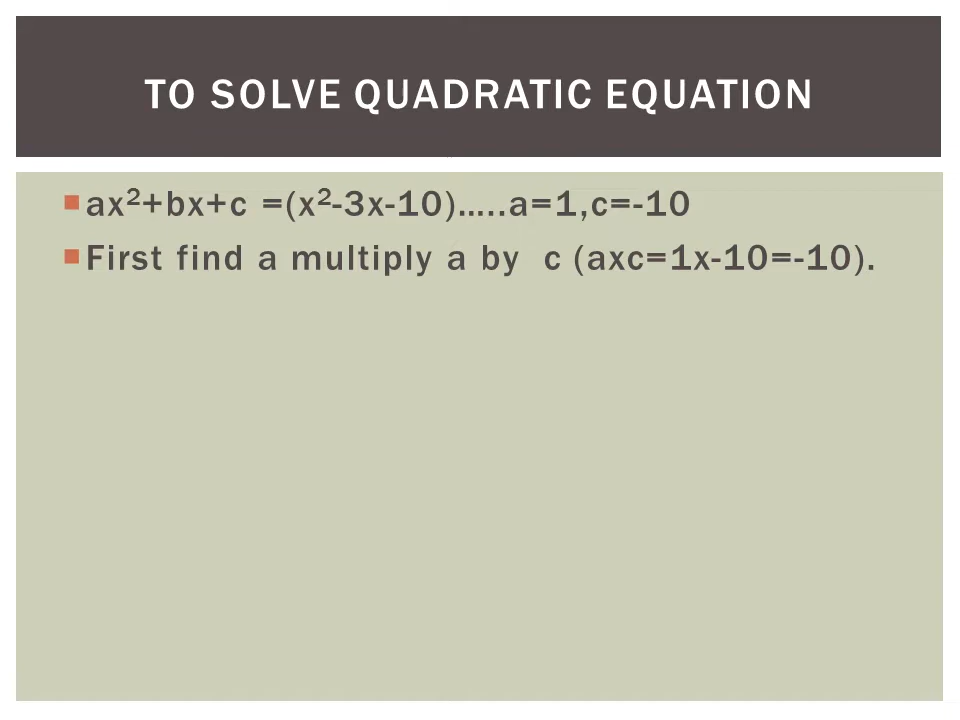 TO SOLVE QUADRATIC EQUATION
ax²+bx+c =(x²-3x-10)…..a=1,c=-10
First find a multiply a by c (axc=1x-10=-10).